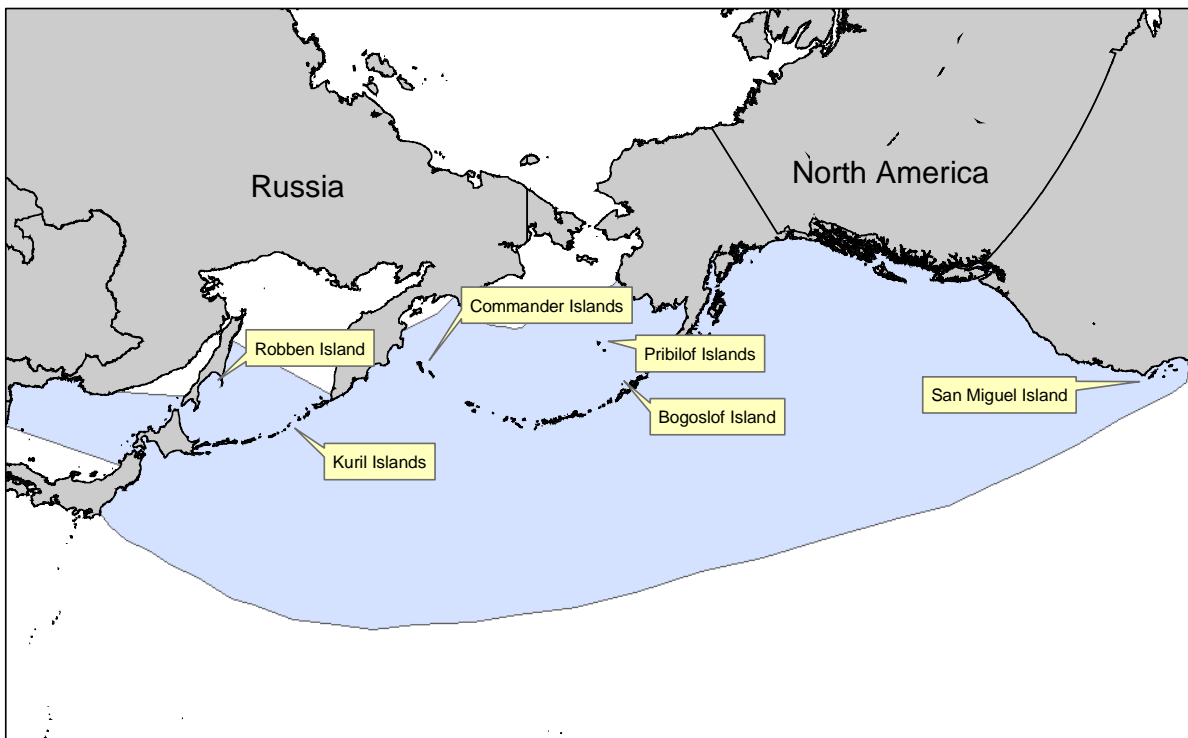 Russia
North America
Commander Islands
Robben Island
Pribilof Islands
San Miguel Island
Bogoslof Island
Kuril Islands